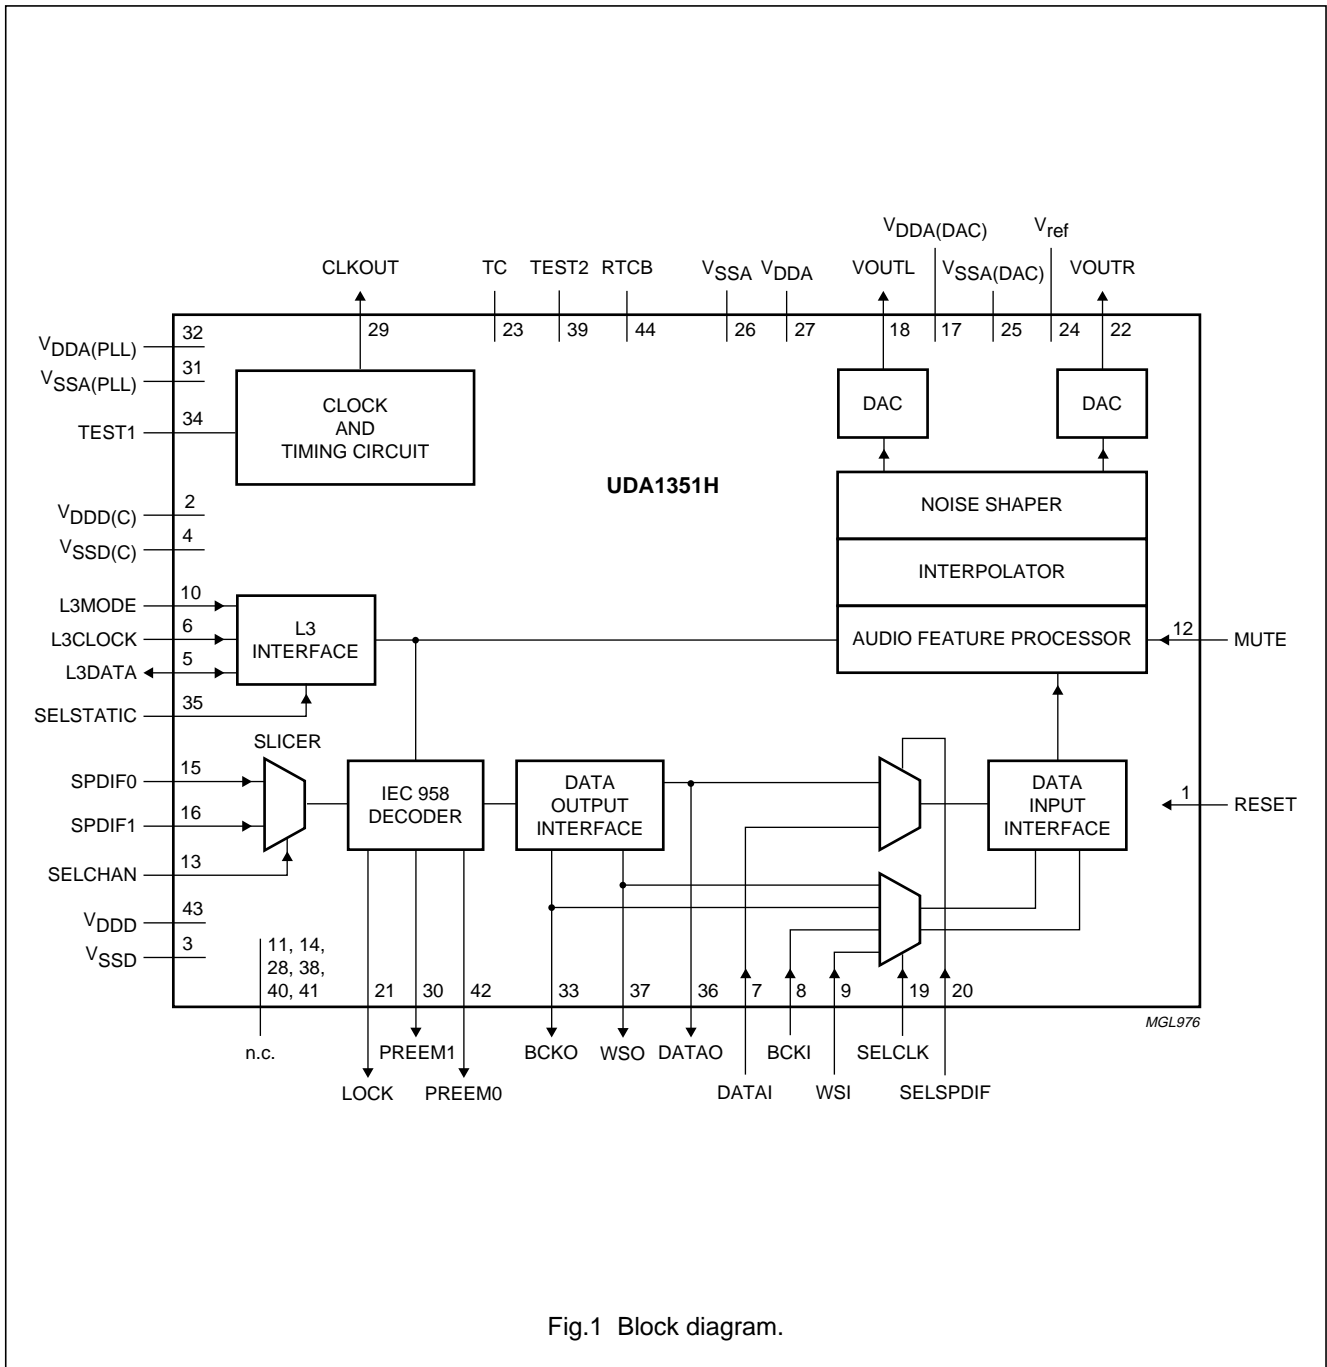 VDDA(DAC) Vref
CLKOUT TC TEST2 RTCB VSSA VDDA VOUTL VSSA(DAC) VOUTR
29 23 39 44 26 27 18 17 25 24 22
VDDA(PLL) 32
VSSA(PLL) 31
TEST1 34
CLOCK
AND
TIMING CIRCUIT
DAC DAC
UDA1351H
NOISE SHAPER
INTERPOLATOR
AUDIO FEATURE PROCESSOR
12 MUTE
VDDD(C) 2
VSSD(C) 4
L3MODE 10
L3CLOCK 6
L3DATA 5
SELSTATIC 35
L3
INTERFACE
SLICER
SPDIF0 15
SPDIF1 16
SELCHAN 13
IEC 958
DECODER
DATA
OUTPUT
INTERFACE
DATA
INPUT
INTERFACE
1 RESET
VDDD 43
VSSD 3
11, 14,
28, 38,
40, 41
21 30 42 33 37 36 7 8 9 19 20
MGL976
n.c. PREEM1 BCKO WSO DATAO BCKI SELCLK
LOCK PREEM0 DATAI WSI SELSPDIF
Fig.1 Block diagram.